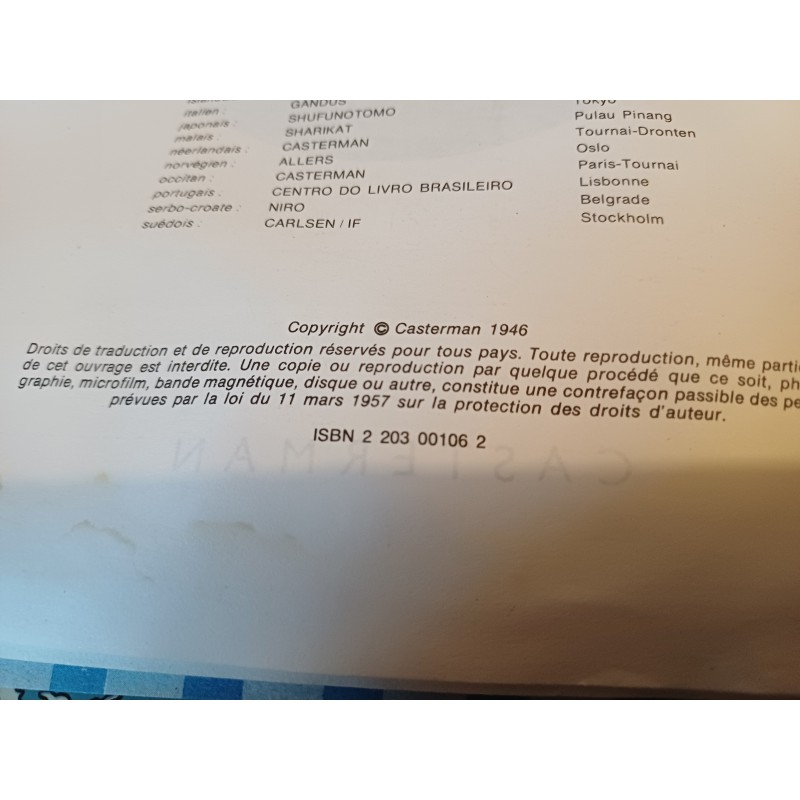 GANDUS Tokyo
italien :
SHUFUNOTOMO Pulau Pinang
japonais :
SHARIKAT Tournai-Dronten
malais :
CASTERMAN Oslo
néerlandais :
ALLERS Paris-Tournai
norvégien :
CASTERMAN Lisbonne
occitan :
CENTRO DO LIVRO BRASILEIRO Belgrade
portugais :
NIRO Stockholm
serbo-croate :
CARLSEN / IF
suédois :
Copyright © Casterman 1946
Droits de traduction et de reproduction réservés pour tous pays. Toute reproduction, même parti
de cet ouvrage est interdite. Une copie ou reproduction par quelque procédé que ce soit, ph
graphie, microfilm, bande magnétique, disque ou autre, constitue une contrefaçon passible des pe
prévues par la loi du 11 mars 1957 sur la protection des droits d'auteur.
ISBN 2 203 00106 2
CASTERMAN